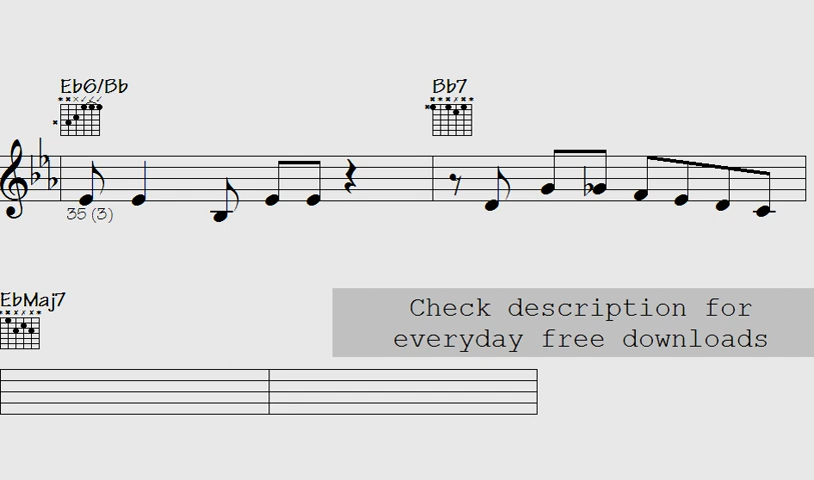 Eb6/Bb
Bb7
35 (3)
EbMaj7
Check description for
everyday free downloads